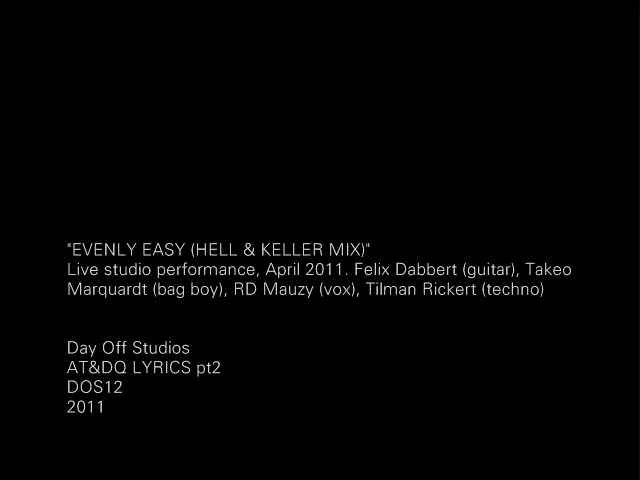 "EVENLY EASY (HELL & KELLER MIX)"
Live studio performance, April 2011. Felix Dabbert (guitar), Takeo
Marquardt (bag boy), RD Mauzy (vox), Tilman Rickert (techno)
Day Off Studios
AT&DQ LYRICS pt2
DOS12
2011